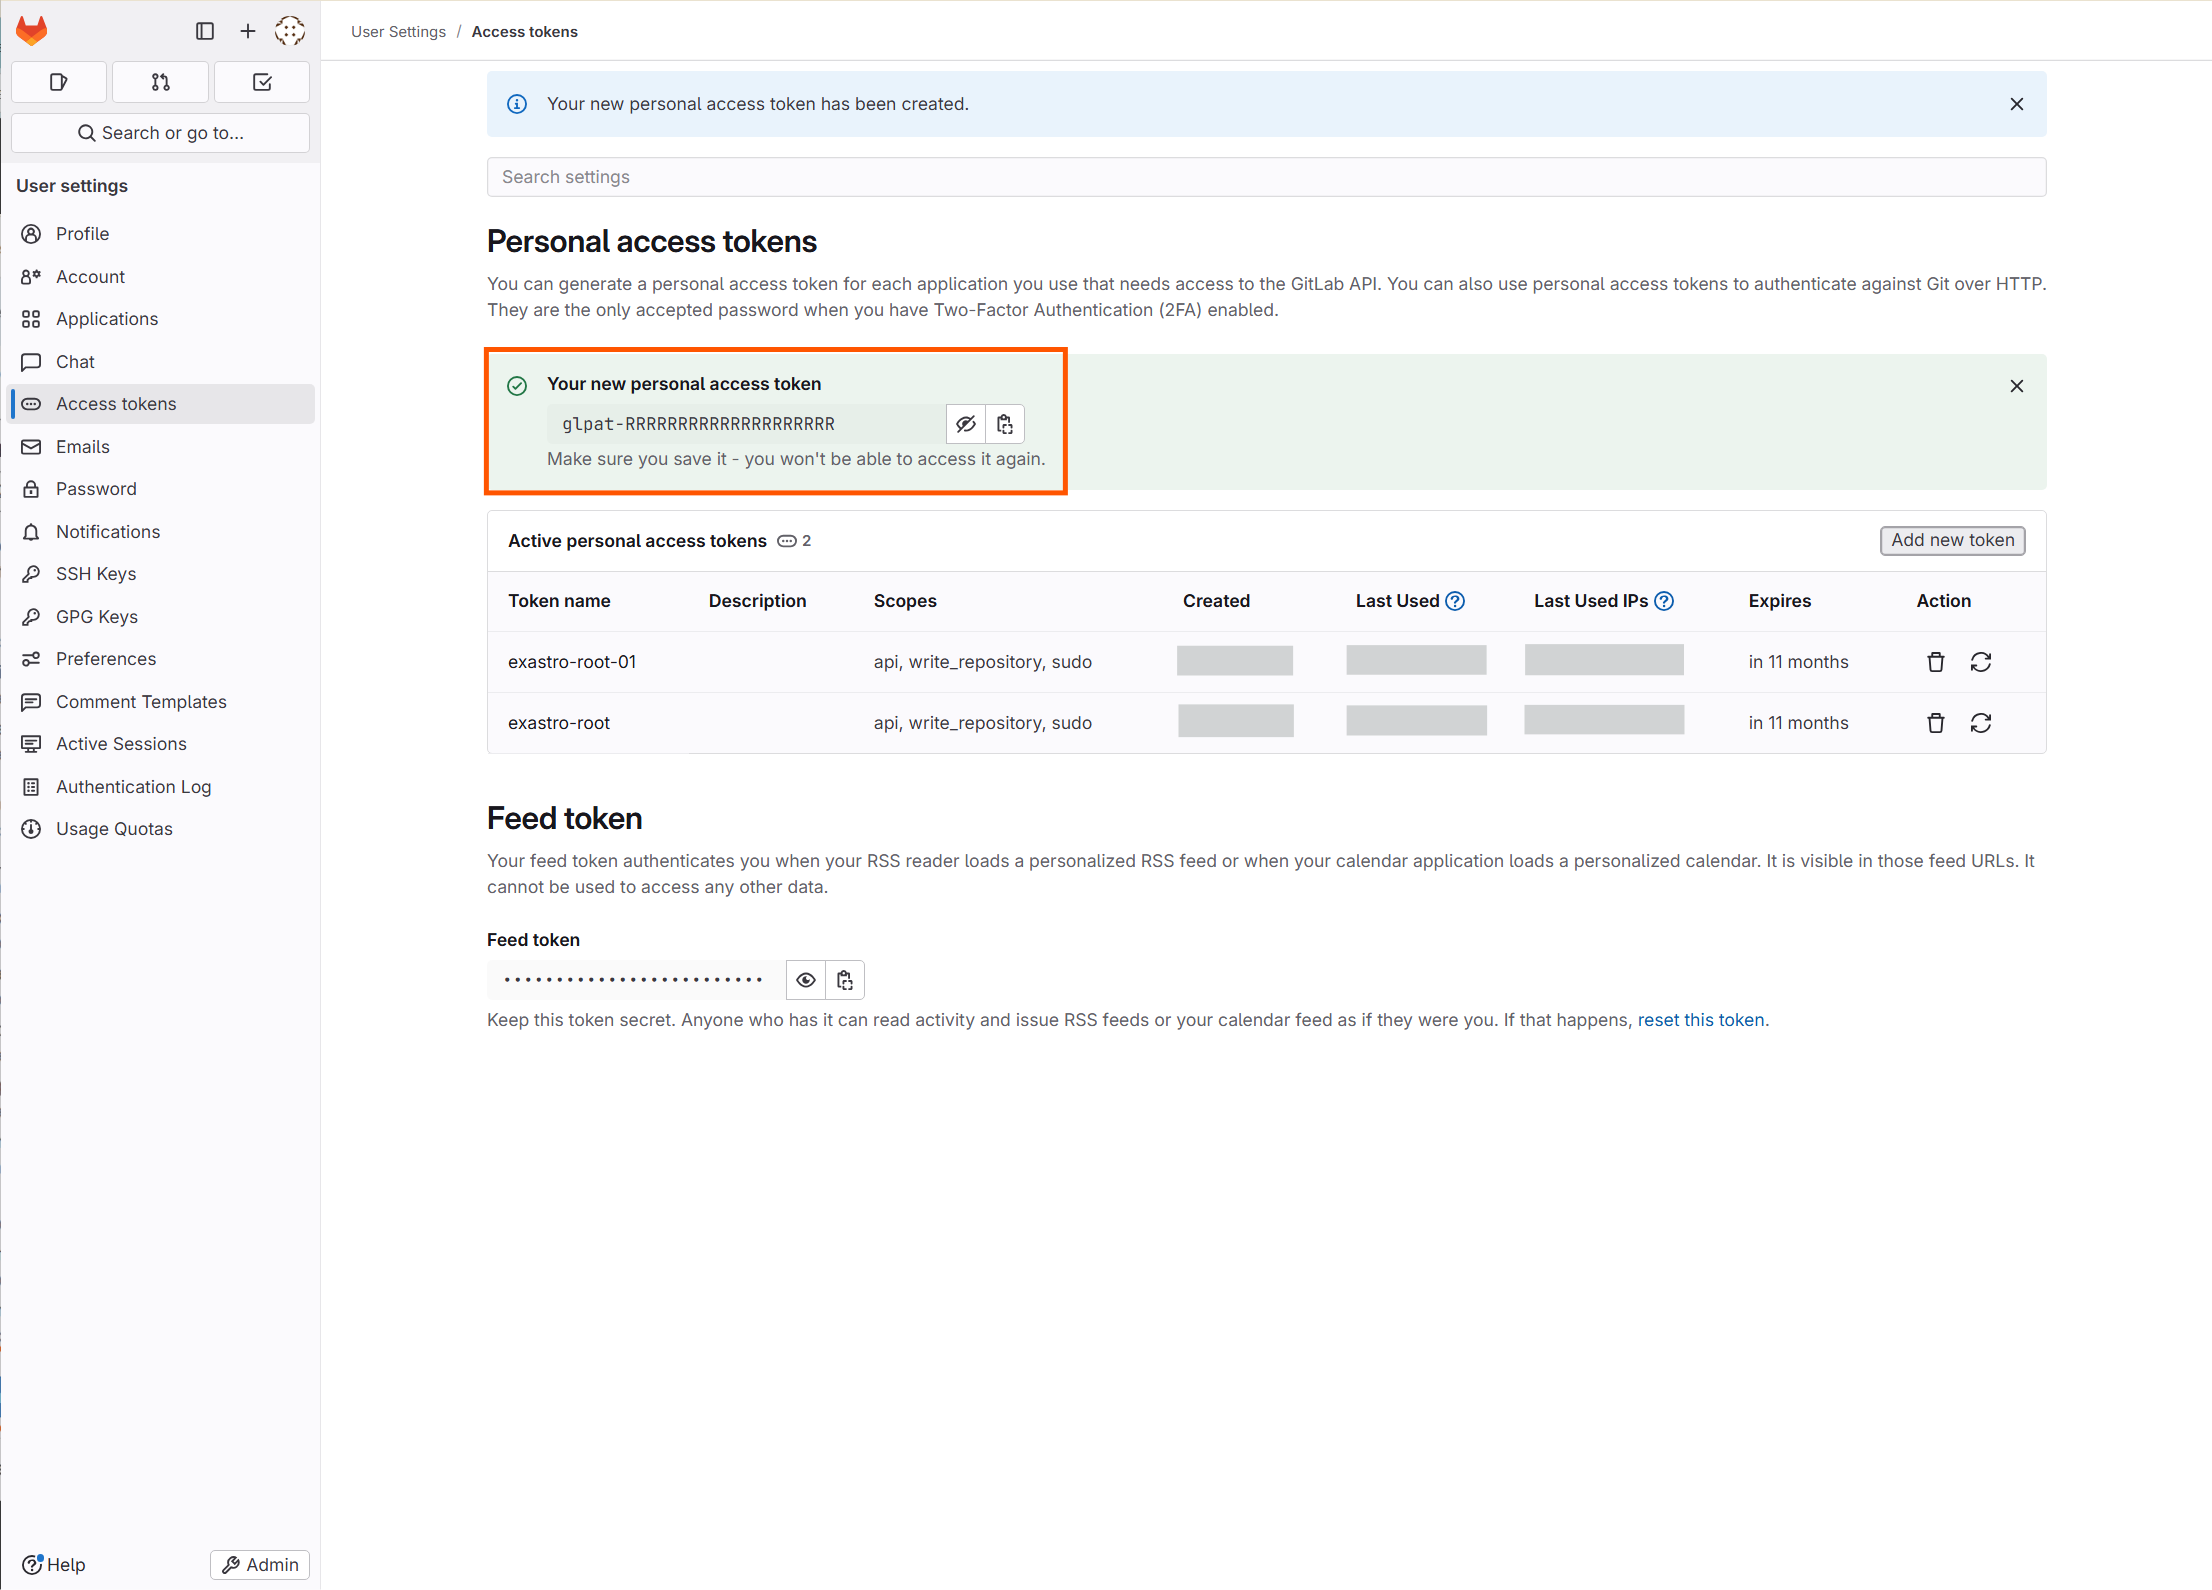 User Settings / Access tokens
Search or go to...
User settings
Profile
Account
Applications
Chat
Access tokens
Emails
Password
Notifications
SSH Keys
GPG Keys
Preferences
Comment Templates
Active Sessions
Authentication Log
Usage Quotas
Help
Admin
Your new personal access token has been created.
Search settings
Personal access tokens
You can generate a personal access token for each application you use that needs access to the GitLab API. You can also use personal access tokens to authenticate against Git over HTTP.
They are the only accepted password when you have Two-Factor Authentication (2FA) enabled.
Your new personal access token
glpat-RRRRRRRRRRRRRRRRRRRR
Make sure you save it - you won't be able to access it again.
Active personal access tokens 2
Add new token
Token name Description Scopes Created Last Used Last Used IPs Expires Action
exastro-root-01 api, write_repository, sudo in 11 months
exastro-root api, write_repository, sudo in 11 months
Feed token
Your feed token authenticates you when your RSS reader loads a personalized RSS feed or when your calendar application loads a personalized calendar. It is visible in those feed URLs. It
cannot be used to access any other data.
Feed token
Keep this token secret. Anyone who has it can read activity and issue RSS feeds or your calendar feed as if they were you. If that happens, reset this token.